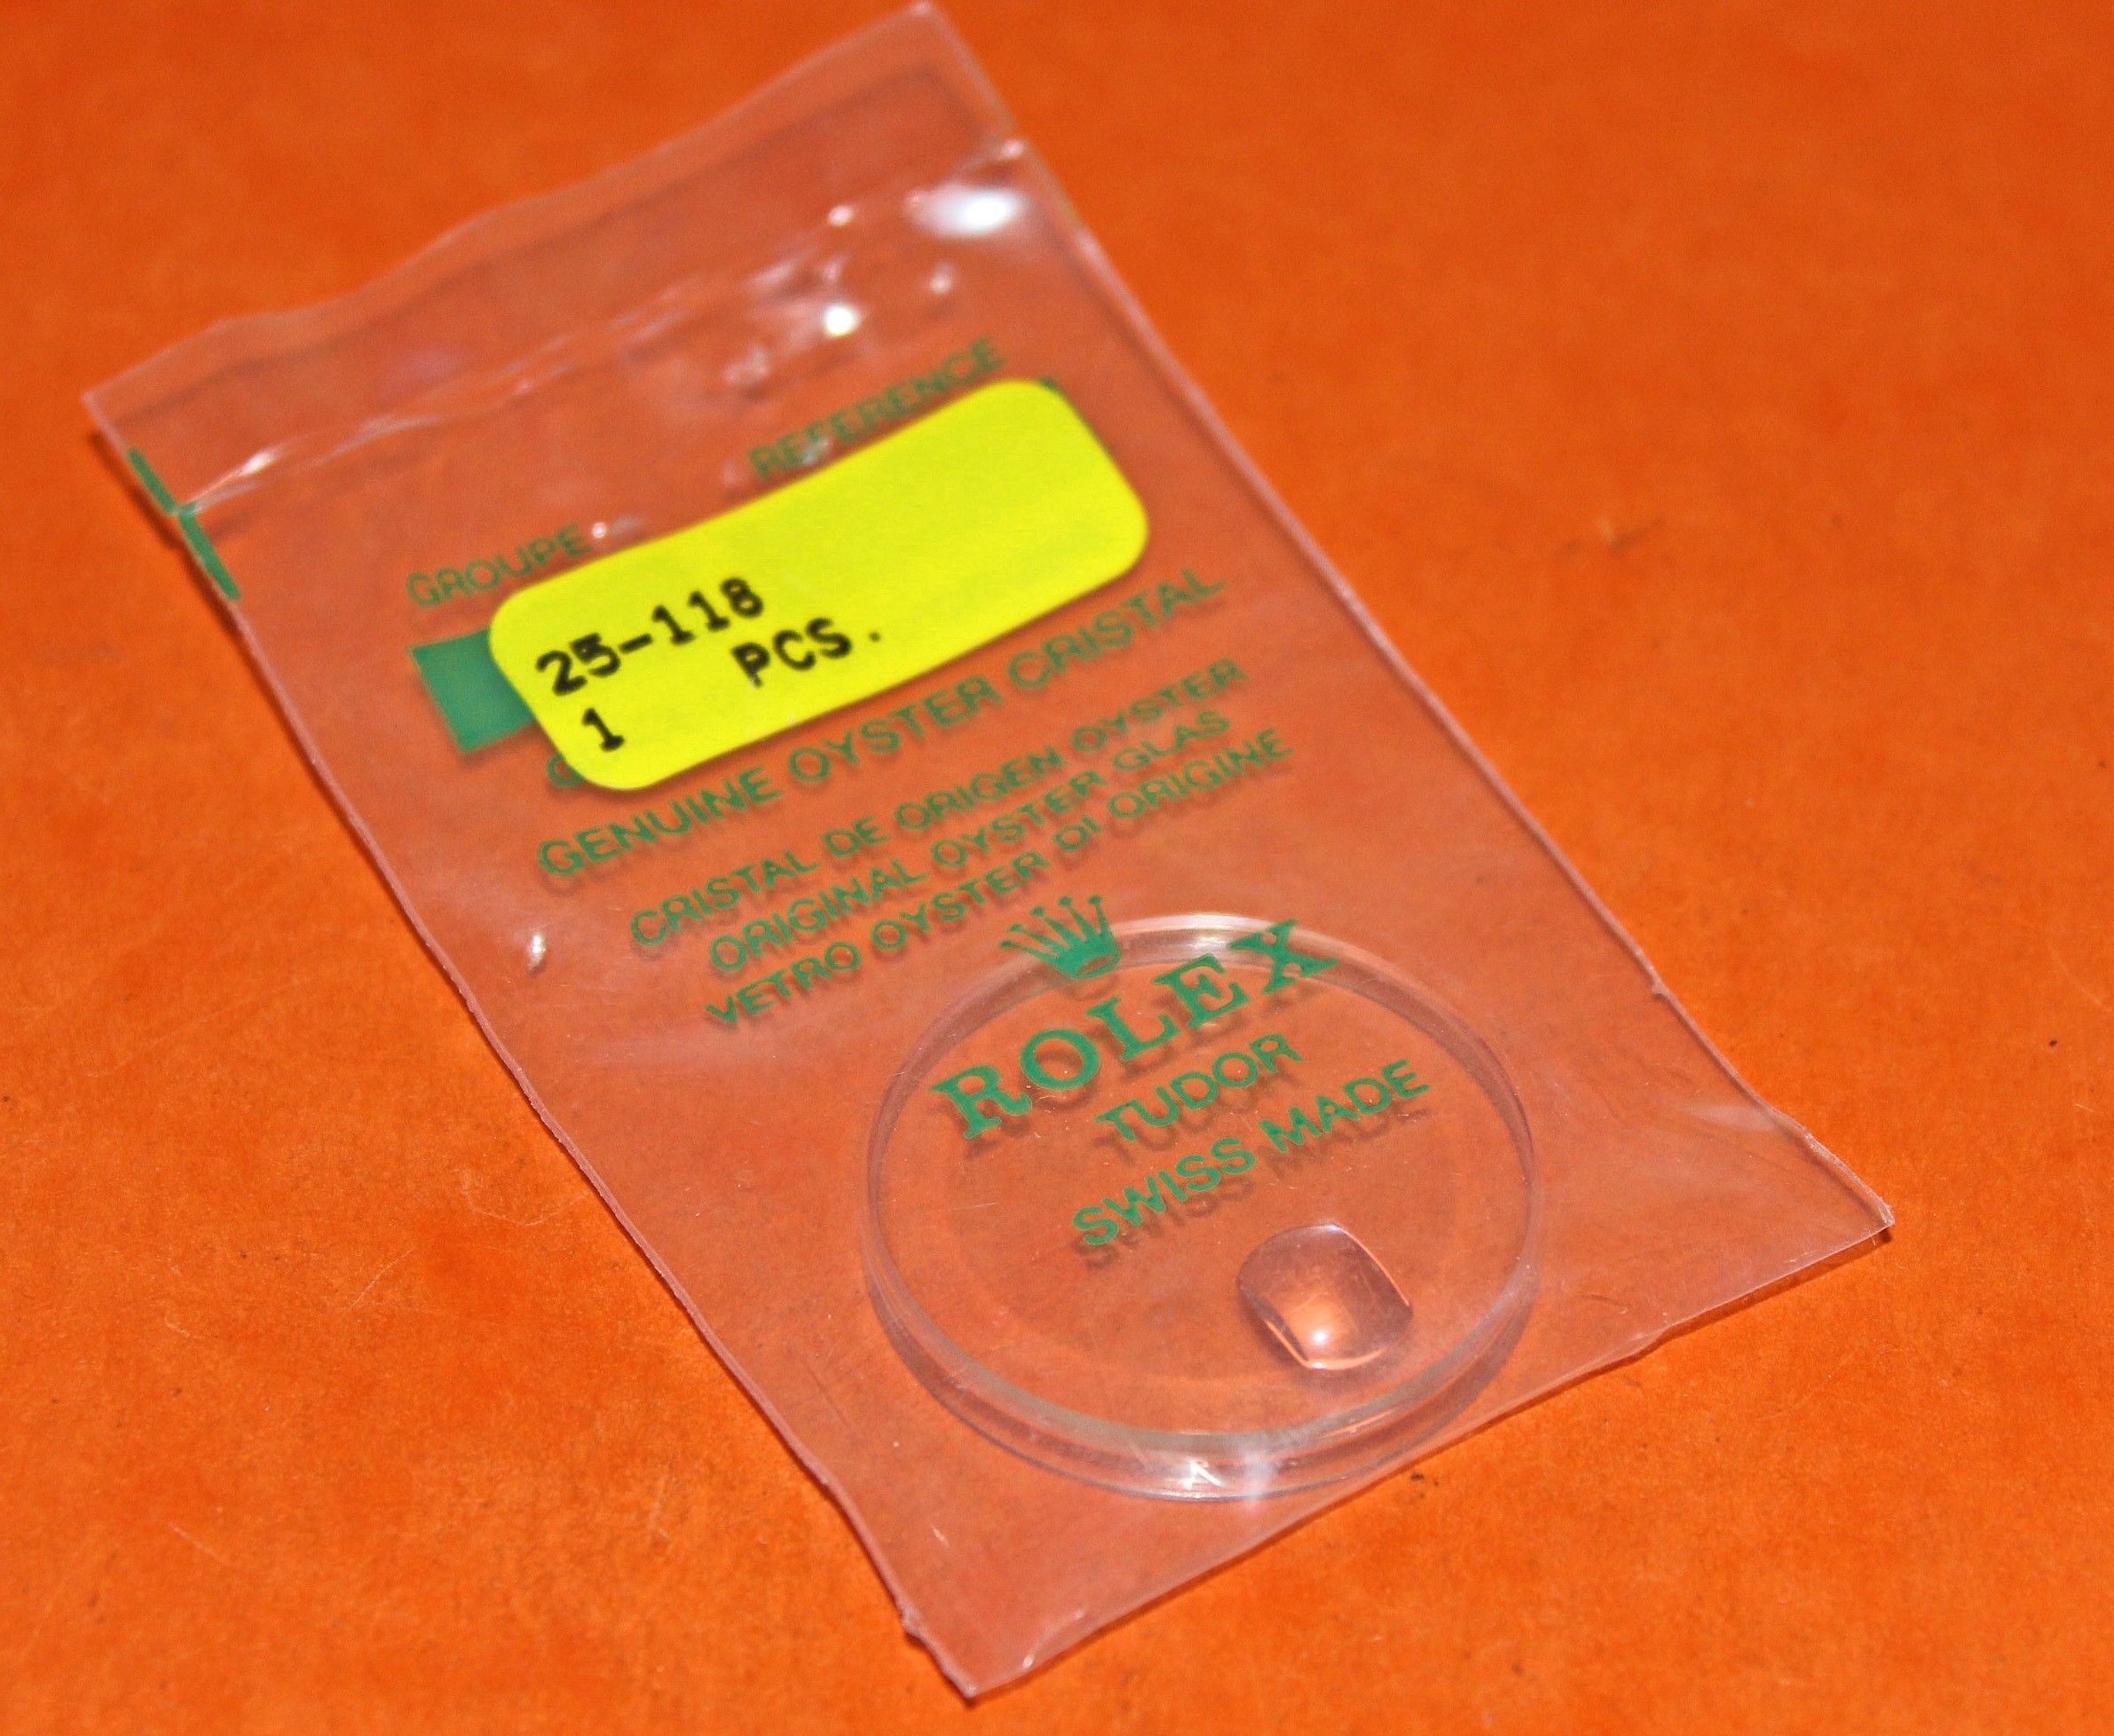 REFERENCE
GROUPE
25-118
1 PCS.
GENUINE OYSTER CRISTAL
CRISTAL DE ORIGEN OYSTER
ORIGINAL OYSTER GLAS
VETRO OYSTER DI ORIGINE
ROLEX
TUDOR
SWISS MADE